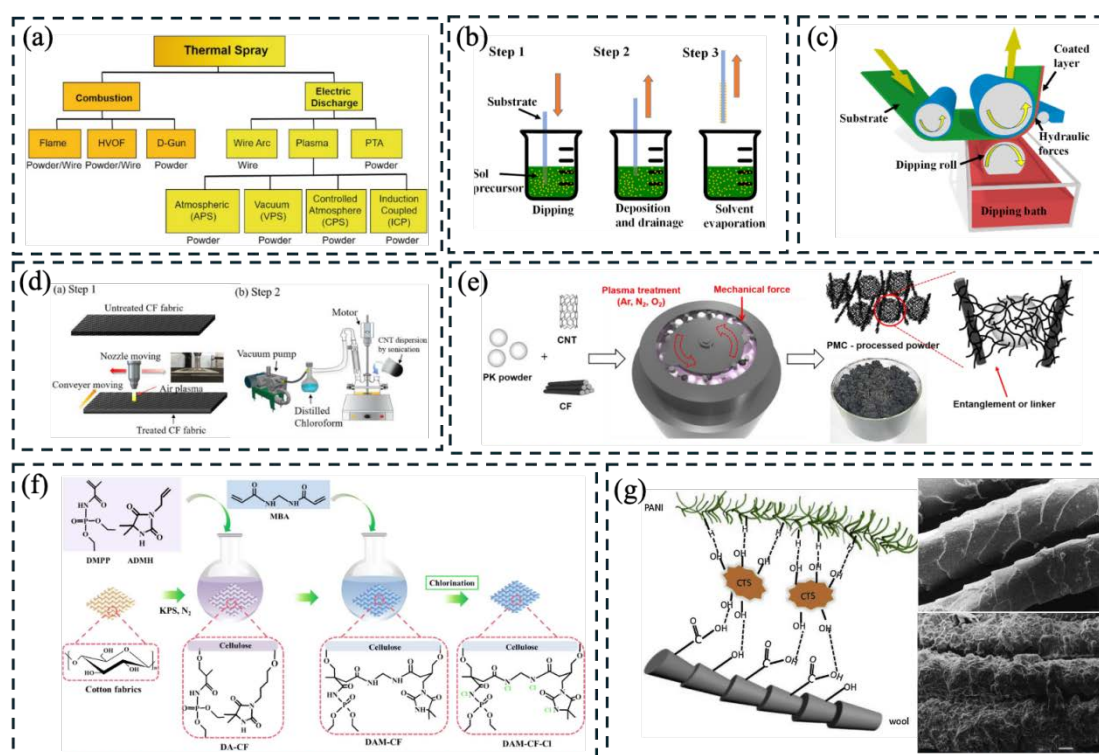 (a)
Thermal Spray
Combustion
Electric
Discharge
Flame
HVOF
D-Gun
Wire Arc
Plasma
PTA
Powder/Wire
Powder/Wire
Powder
Wire
Powder
Atmospheric
(APS)
Vacuum
(VPS)
Controlled
Atmosphere
(CPS)
Induction
Coupled
(ICP)
Powder
Powder
Powder
Powder
(b)
Step 1
Step 2
Step 3
Substrate
Sol
precursor
Dipping
Deposition
and drainage
Solvent
evaporation
(c)
Coated
layer
Substrate
Hydraulic
forces
Dipping roll
Dipping bath
(d)
(a) Step 1
Untreated CF fabric
Nozzle moving
Conveyer moving
Air plasma
Treated CF fabric
(b) Step 2
Motor
CNT dispersion
by sonication
Vacuum pump
Distilled
Chloroform
(e)
Plasma treatment
(Ar, N₂, O₂)
Mechanical force
CNT
PK powder
+
CF
PMC - processed powder
Entanglement or linker
(f)
DMPP
ADMH
MBA
KPS, N₂
Chlorination
Cotton fabrics
Cellulose
Cellulose
Cellulose
DA-CF
DAM-CF
DAM-CF-Cl
(g)
PANI
CTS
CTS
wool